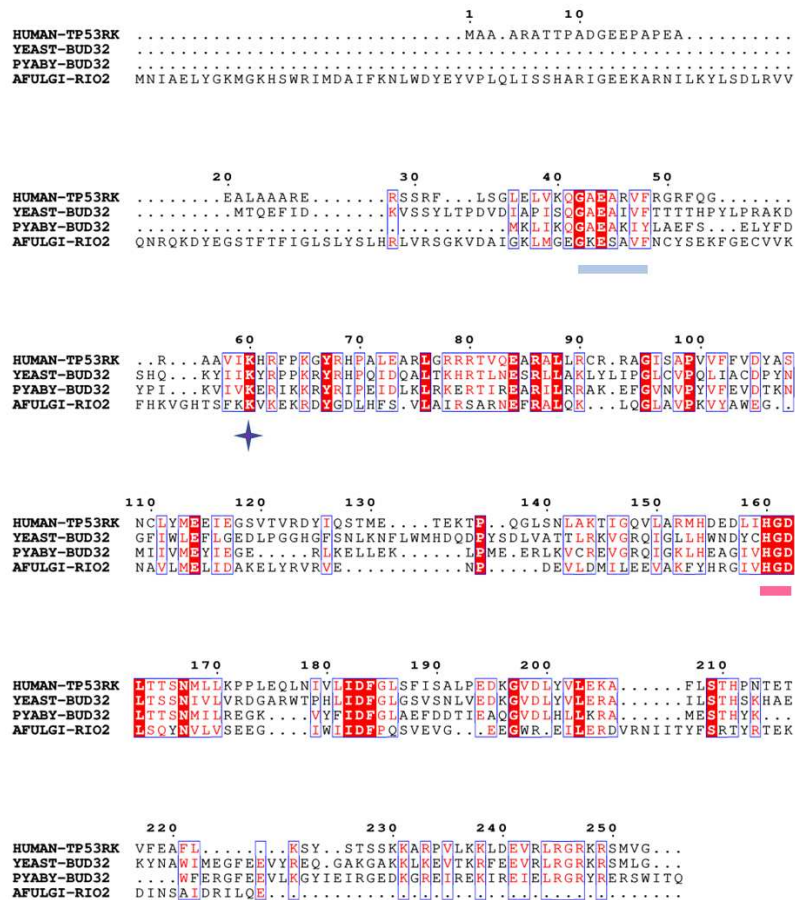 1 10
HUMAN-TP53RK ..............................MAA.ARATTPADGEEPAPEA..........
YEAST-BUD32 ............................................................
PYABY-BUD32 ............................................................
AFULGI-RIO2 MNIAELYGKMGKHSWRIMDAIFKNLWDYEYVPLQLISSHARIGEEKARNILKYLSDLRVV
20 30 40 50
HUMAN-TP53RK ........EALAAARE.......RSSRF...LSGLELVKQGAEARVFRGRFQG........
YEAST-BUD32 .........MTQEFID.......KVSSYLTPDVDIAPISQGAEAIVFTTTTHPYLPRAKD
PYABY-BUD32 ..................................MKLIKQGAEAKIYLAEFS...ELYFD
AFULGI-RIO2 QNRQKDYEGSTFTFIGLSLYSLHRLVRSGKVDAIGKLMGEGKESAVFNCYSEKFGECVVK
60 70 80 90 100
HUMAN-TP53RK ..R...AAVIKHRFPKGYRHPALEARLGRRRTVQEARALLRCR.RAGISAPVVFFVDYAS
YEAST-BUD32 SHQ...KYIIKYRPPKRYRHPQIDQALTKHRTLNESRLLAKLYLIPGLCVPQLIACDPYN
PYABY-BUD32 YPI...KVIVKERIKKRYRIPEIDLKLRKERTIREARILRRAK.EFGVNVPYVFEVDTKN
AFULGI-RIO2 FHKVGHTSFKKVKEKRDYGDLHFS.VLAIRSARNEFRALQK...LQGLAVPKVYAWEG..
110 120 130 140 150 160
HUMAN-TP53RK NCLYMEEIEGSVTVRDYIQSTME....TEKTP..QGLSNLAKTIGQVLARMHDEDLIHGD
YEAST-BUD32 GFIWLEFLGEDLPGGHGFSNLKNFLWMHDQDPYSDLVATTLRKVGRQIGLLHWNDYCHGD
PYABY-BUD32 MIIVMEYIEGE.....RLKELLEK......LPM.EERLKVCREVGRQIGKLHEAGIVHGD
AFULGI-RIO2 NAVLMELIDAKELYRVRVE............P.....DEVLDMILEEVAKFYHRGIVHGD
170 180 190 200 210
HUMAN-TP53RK LTTSNMLLKPPLEQLNIVLIDFGLSFISALPEDKGVDLYVLEKA......FLSTHPNTET
YEAST-BUD32 LTSSNIVLVRDGARWTPHLIDFGLGSVSNLVEDKGVDLYVLERA......ILSTHSKHAE
PYABY-BUD32 LTTSNMILREGK....VYFIDFGLAEFDDTIEAQGVDLHLLKRA......MESTHYK...
AFULGI-RIO2 LSQYNVLVSEEG....IWIIDFPQSVEVG...EEGWR.EILERDVRNIITYFSRTYRTEK
220 230 240 250
HUMAN-TP53RK VFEAFL........KSY..STSSKKARPVLKKLDEVRLRGRKRSMVG...
YEAST-BUD32 KYNAWIMEGFEEVYREQ.GAKGAKKLKEVTKRFEEVRLRGRKRSMLG...
PYABY-BUD32 ....WFERGFEEVLKGYIEIRGEDKGREIREKIREIELRGRYRERSWITQ
AFULGI-RIO2 DINSAIDRILQE......................................